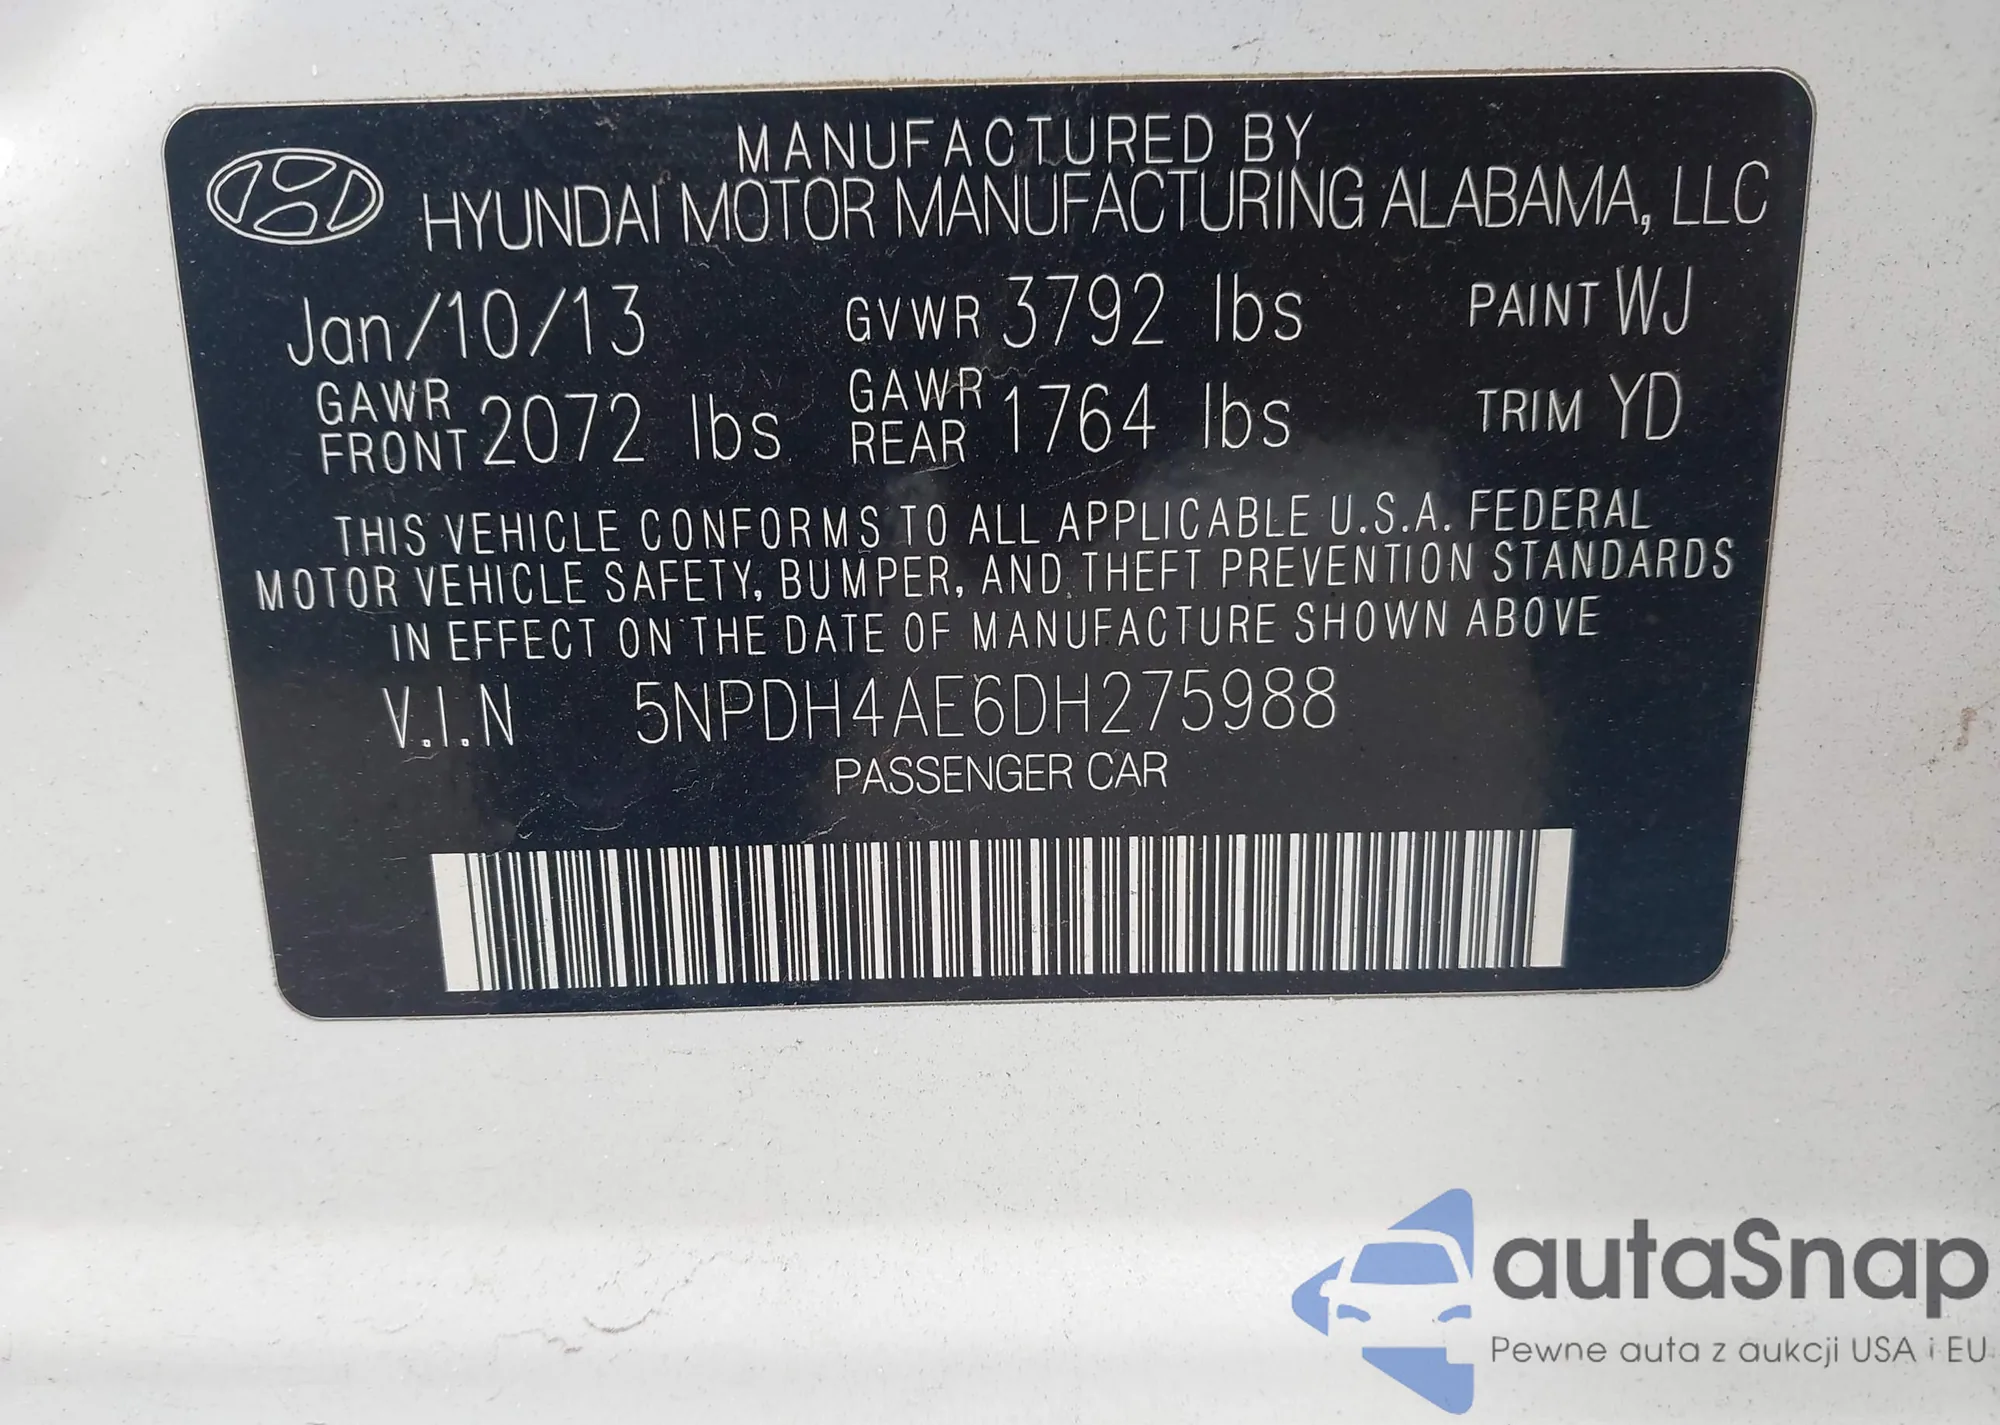 MANUFACTURED BY
HYUNDAI MOTOR MANUFACTURING ALABAMA, LLC
Jan/10/13 GVWR 3792 lbs PAINT WJ
GAWR FRONT 2072 lbs GAWR REAR 1764 lbs TRIM YD
THIS VEHICLE CONFORMS TO ALL APPLICABLE U.S.A. FEDERAL
MOTOR VEHICLE SAFETY, BUMPER, AND THEFT PREVENTION STANDARDS
IN EFFECT ON THE DATE OF MANUFACTURE SHOWN ABOVE
V.I.N 5NPDH4AE6DH275988
PASSENGER CAR
autaSnap
Pewne auta z aukcji USA i EU